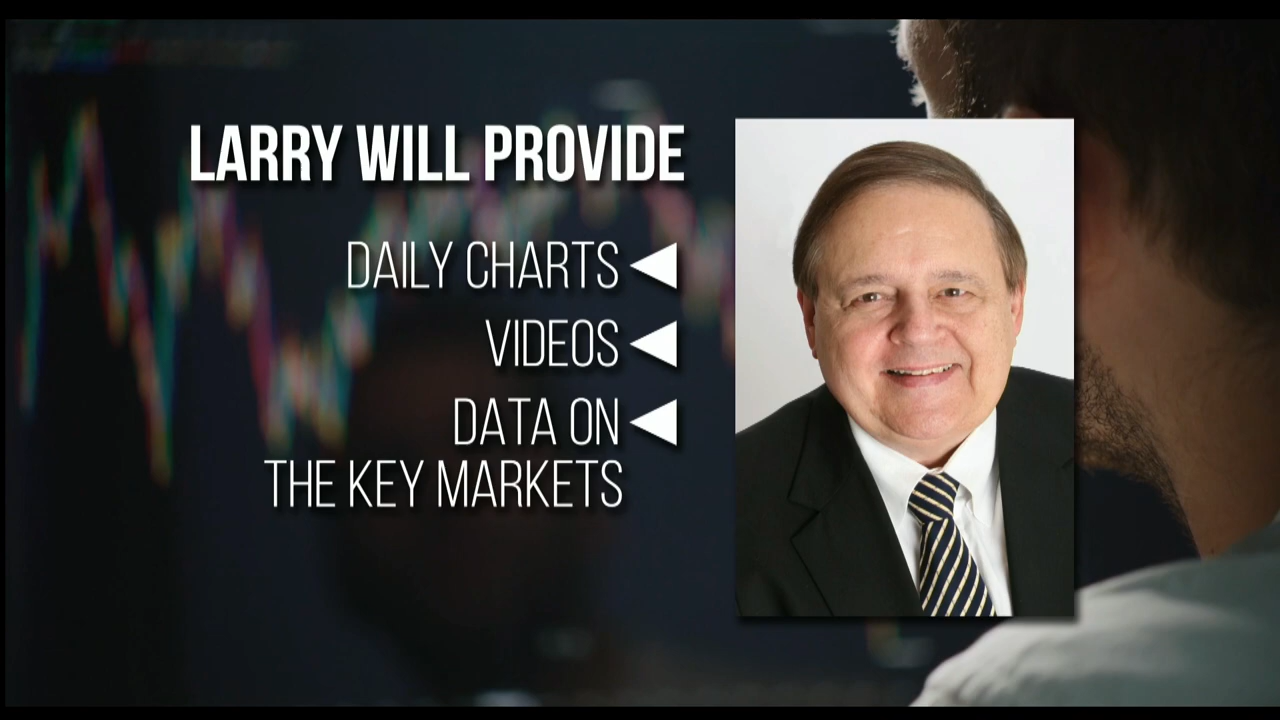 LARRY WILL PROVIDE
DAILY CHARTS
VIDEOS
DATA ON
THE KEY MARKETS